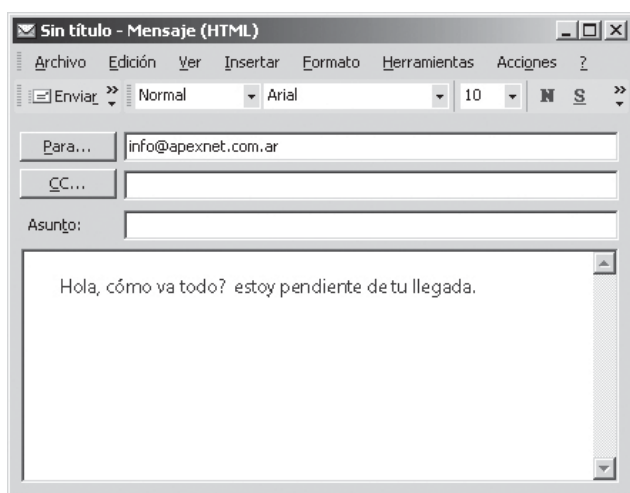 Sin título - Mensaje (HTML)
Archivo Edición Ver Insertar Formato Herramientas Acciones ?
Enviar Normal Arial 10 N S
Para... info@apexnet.com.ar
CC...
Asunto:
Hola, cómo va todo? estoy pendiente de tu llegada.